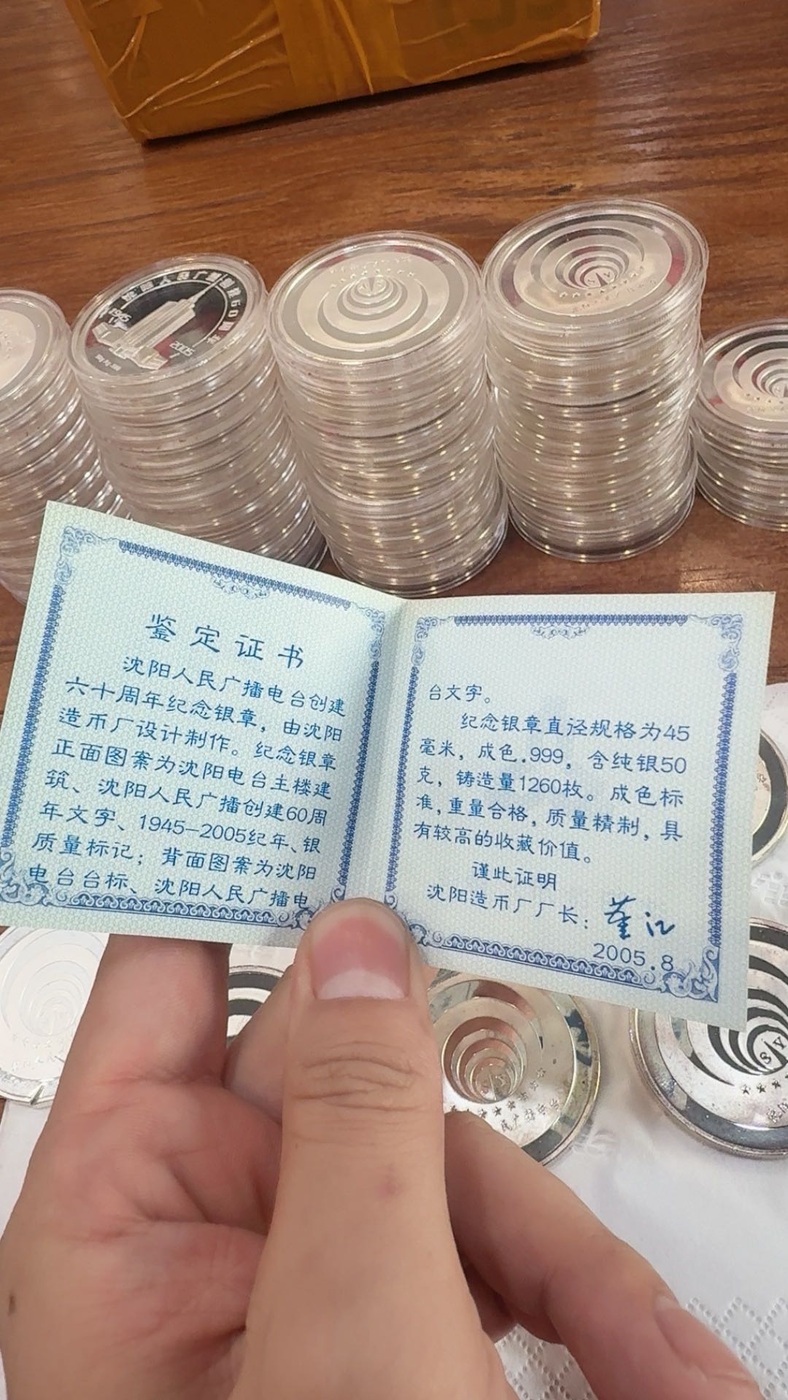 鉴定证书
沈阳人民广播电台创建
六十周年纪念银章，由沈阳
造币厂设计制作。纪念银章
正面图案为沈阳电台主楼建
筑、沈阳人民广播创建60周
年文字、1945—2005纪年、银
质量标记；背面图案为沈阳
电台台标、沈阳人民广播电
台文字。
纪念银章直径规格为45
毫米，成色.999，含纯银50
克，铸造量1260枚。成色标
准，重量合格，质量精制，具
有较高的收藏价值。
谨此证明
沈阳造币厂厂长：
2005.8
1945
2005